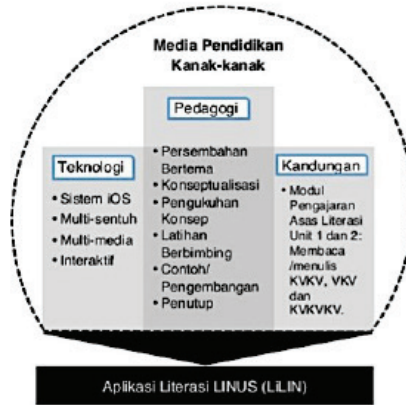 Media Pendidikan
Kanak-kanak
Pedagogi
Teknologi
• Sistem iOS
• Multi-sentuh
• Multi-media
• Interaktif
• Persembahan
Bertema
• Konseptualisasi
• Pengukuhan
Konsep
• Latihan
Berbimbing
• Contoh/
Pengembangan
• Penutup
Kandungan
• Modul
Pengajaran
Asas Literasi
Unit 1 dan 2:
Membaca
/menulis
KVKV, VKV
dan
KVKVKV.
Aplikasi Literasi LINUS (LiLIN)